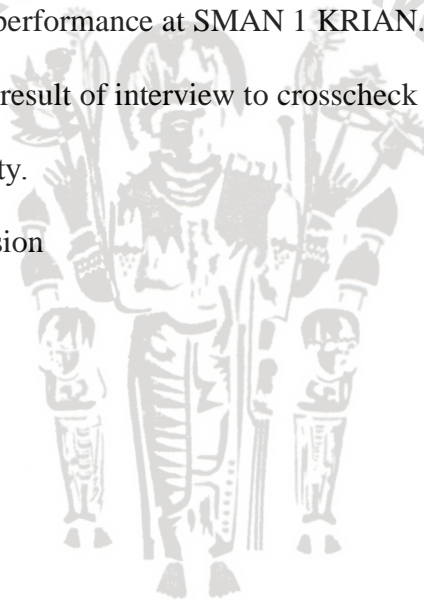 performance at SMAN 1 KRIAN.
result of interview to crosscheck
ty.
sion